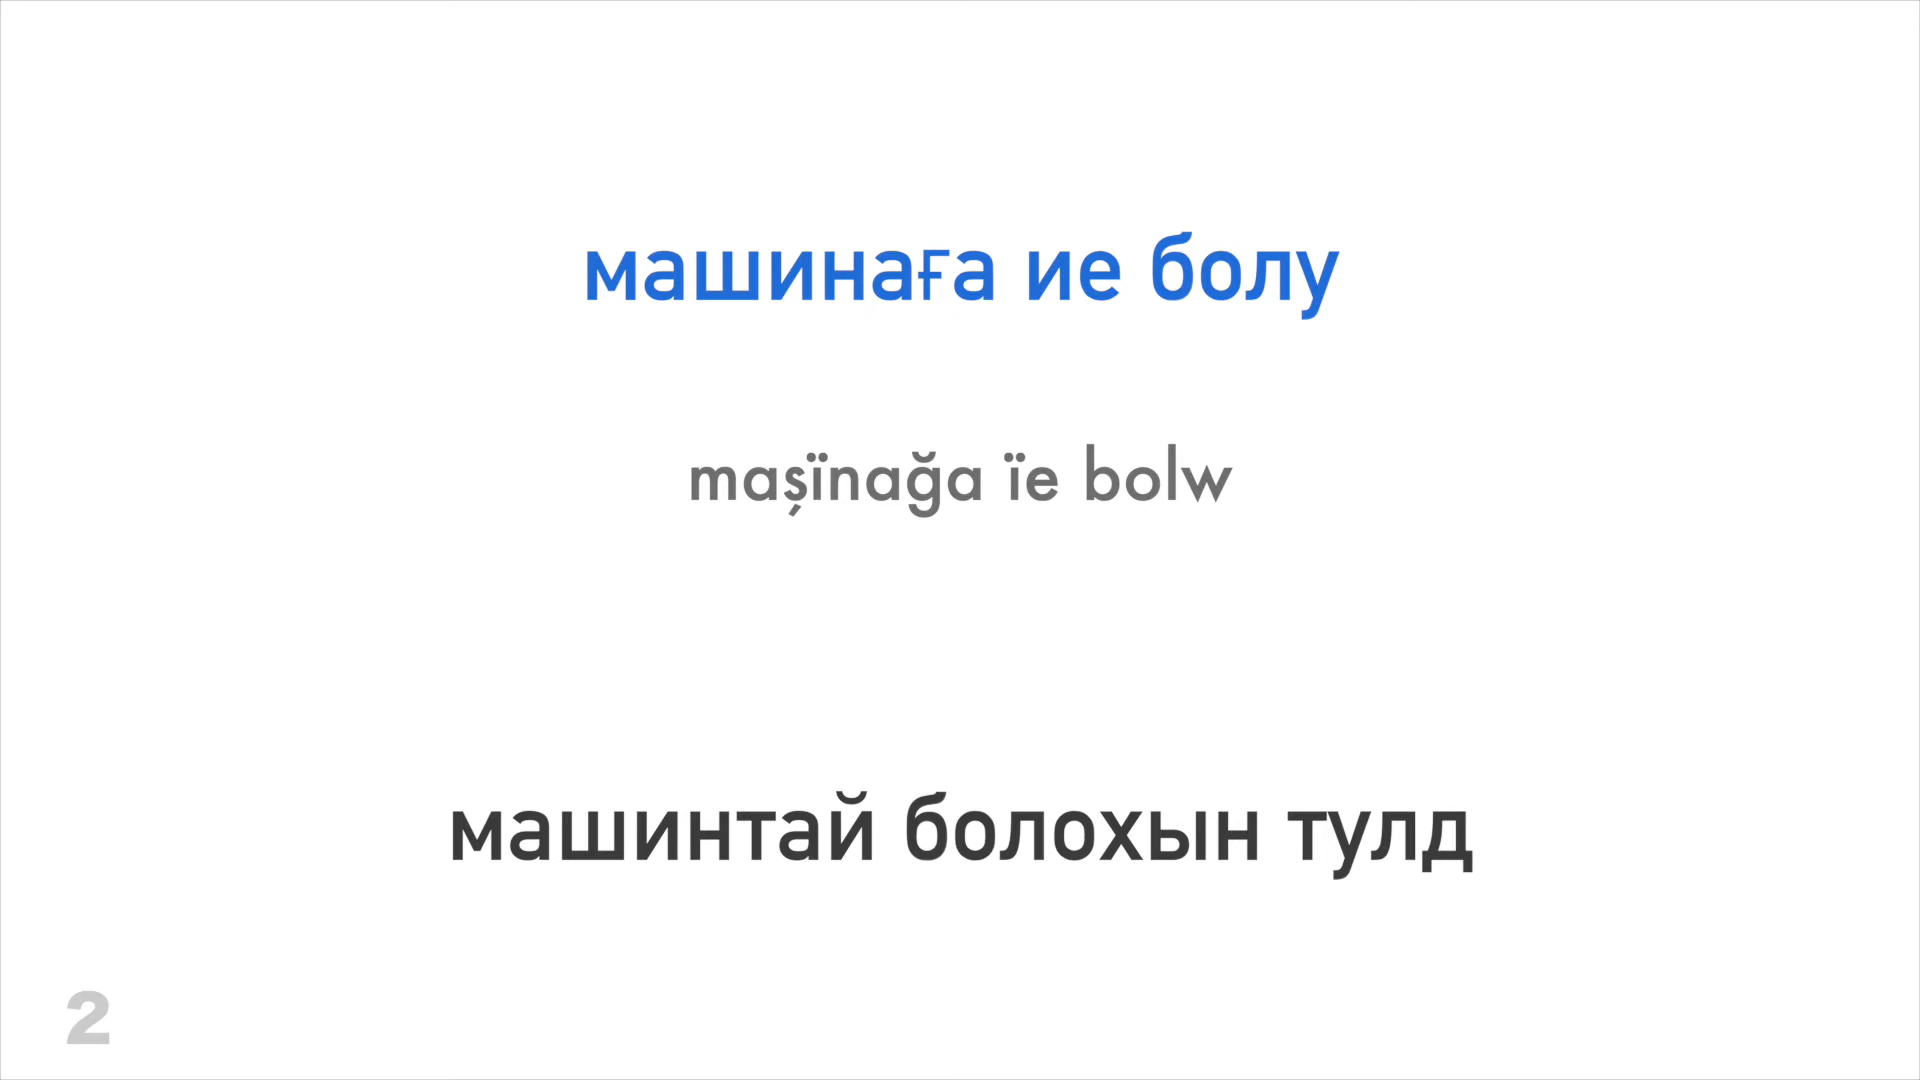 машинаға ие болу
maşïnağa ïe bolw
машинтай болохын тулд
2